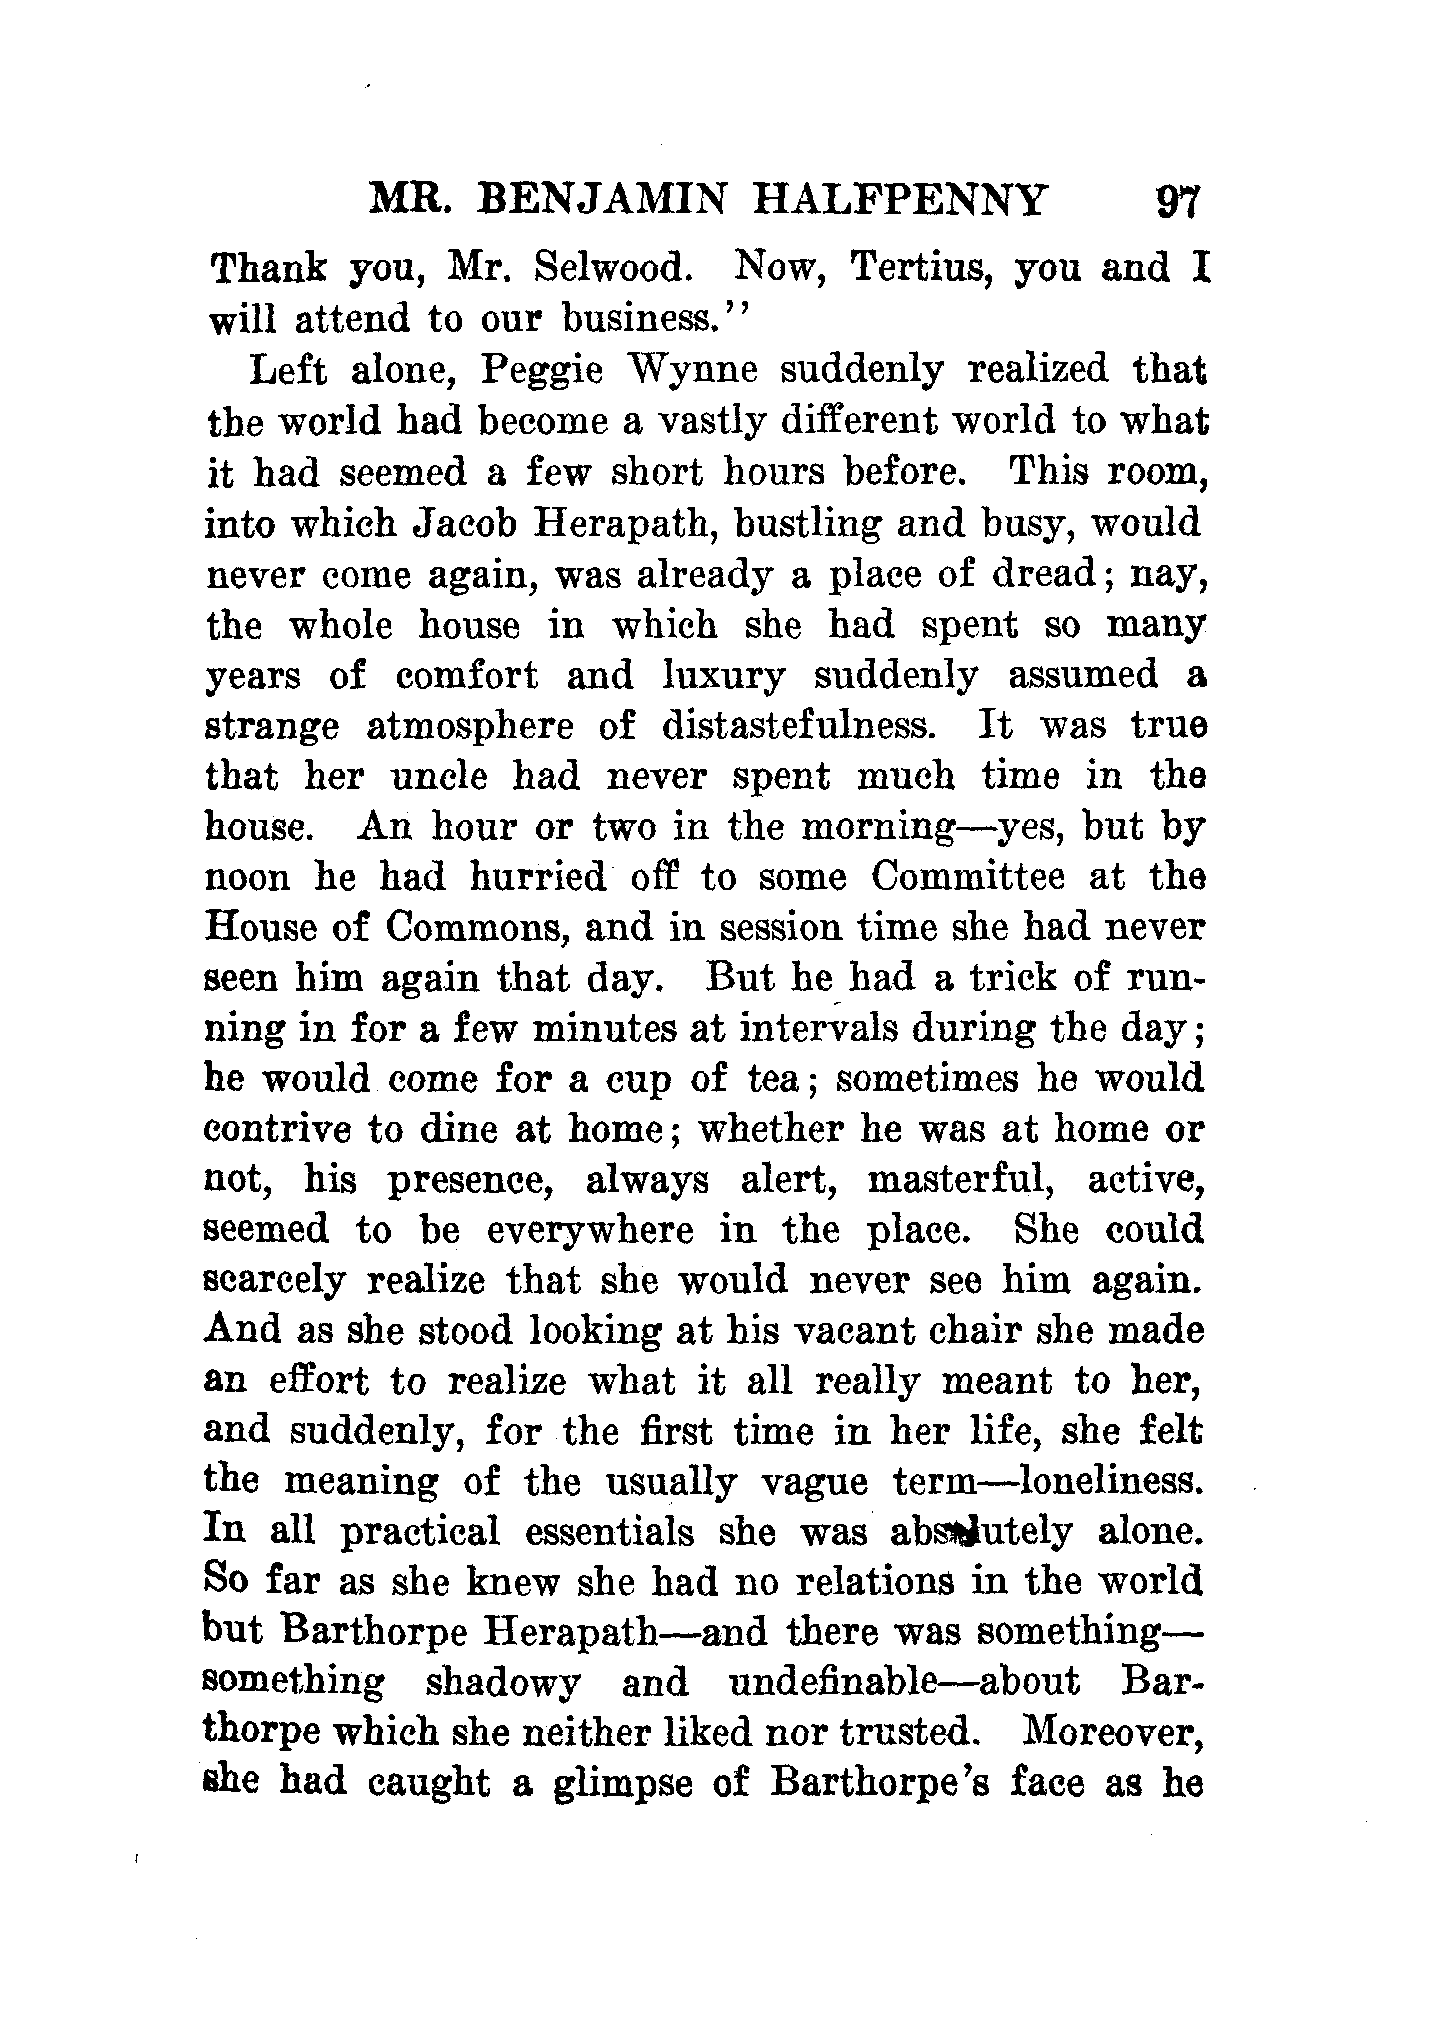 MR. BENJAMIN HALFPENNY 97
Thank you, Mr. Selwood. Now, Tertius, you and I
will attend to our business.’’
Left alone, Peggie Wynne suddenly realized that
the world had become a vastly different world to what
it had seemed a few short hours before. This room,
into which Jacob Herapath, bustling and busy, would
never come again, was already a place of dread; nay,
the whole house in which she had spent so many
years of comfort and luxury suddenly assumed a
strange atmosphere of distastefulness. It was true
that her uncle had never spent much time in the
house. An hour or two in the morning—yes, but by
noon he had hurried off to some Committee at the
House of Commons, and in session time she had never
seen him again that day. But he had a trick of run-
ning in for a few minutes at intervals during the day;
he would come for a cup of tea; sometimes he would
contrive to dine at home; whether he was at home or
not, his presence, always alert, masterful, active,
seemed to be everywhere in the place. She could
scarcely realize that she would never see him again.
And as she stood looking at his vacant chair she made
an effort to realize what it all really meant to her,
and suddenly, for the first time in her life, she felt
the meaning of the usually vague term—loneliness.
In all practical essentials she was absolutely alone.
So far as she knew she had no relations in the world
but Barthorpe Herapath—and there was something—
something shadowy and undefinable—about Bar-
thorpe which she neither liked nor trusted. Moreover,
she had caught a glimpse of Barthorpe’s face as he